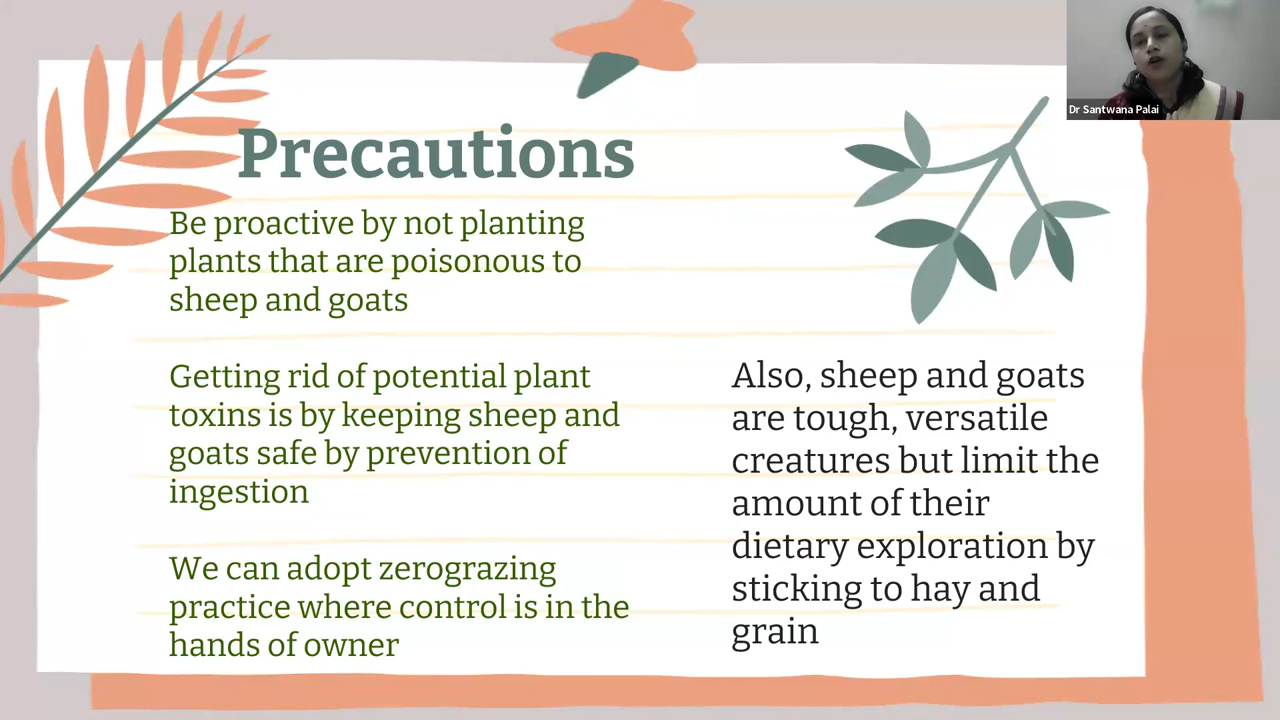 Dr Santwana Palai
Precautions
Be proactive by not planting
plants that are poisonous to
sheep and goats
Getting rid of potential plant
toxins is by keeping sheep and
goats safe by prevention of
ingestion
We can adopt zerograzing
practice where control is in the
hands of owner
Also, sheep and goats
are tough, versatile
creatures but limit the
amount of their
dietary exploration by
sticking to hay and
grain